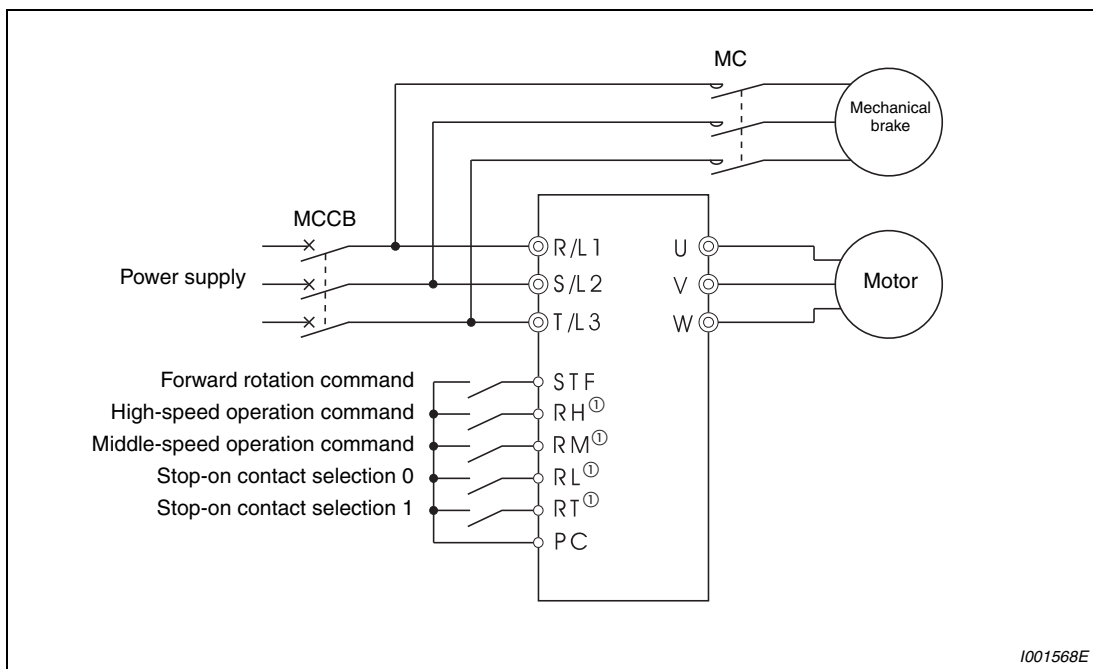 MC
Mechanical
brake
MCCB
Power supply
R/L1
S/L2
T/L3
U
V
W
Motor
Forward rotation command
High-speed operation command
Middle-speed operation command
Stop-on contact selection 0
Stop-on contact selection 1
STF
RH①
RM①
RL①
RT①
PC
I001568E